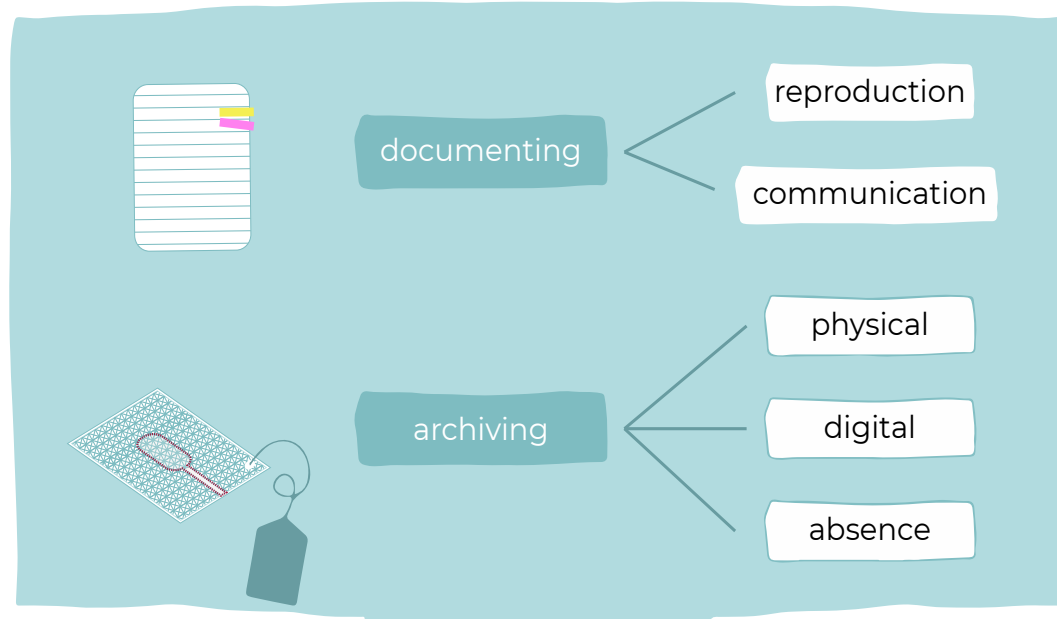 documenting
reproduction
communication
archiving
physical
digital
absence